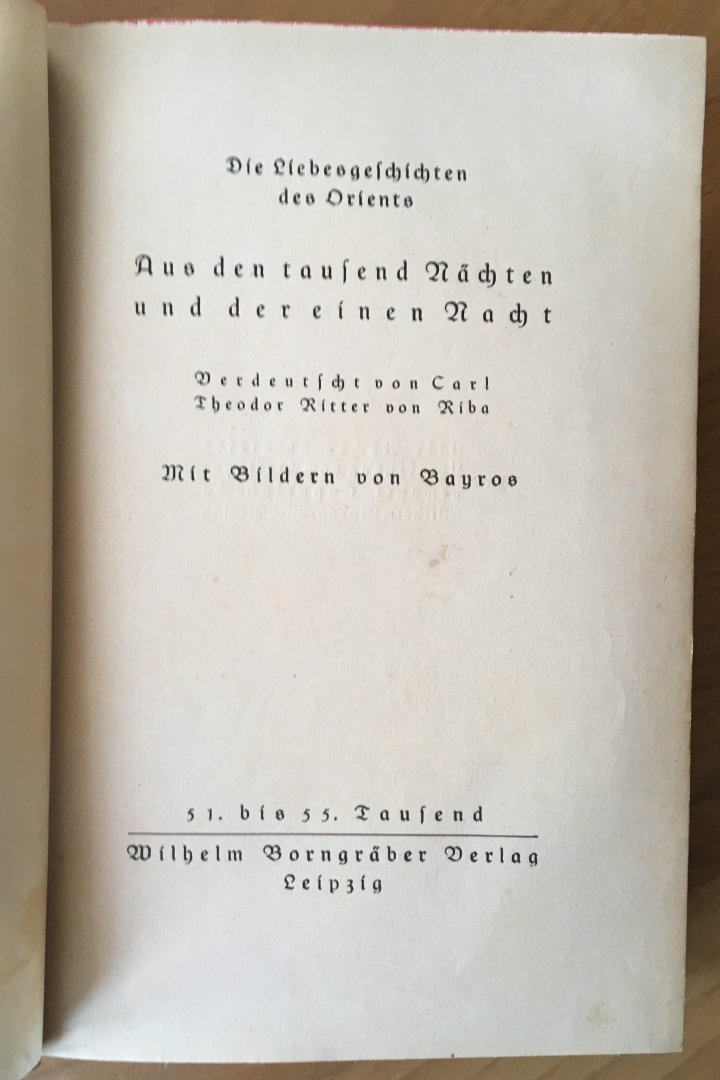 Die Liebesgeſchichten
des Orients
Aus den tauſend Nächten
und der einen Nacht
Verdeutſcht von Carl
Theodor Ritter von Riba
Mit Bildern von Bayros
51. bis 55. Tauſend
Wilhelm Borngräber Verlag
Leipzig